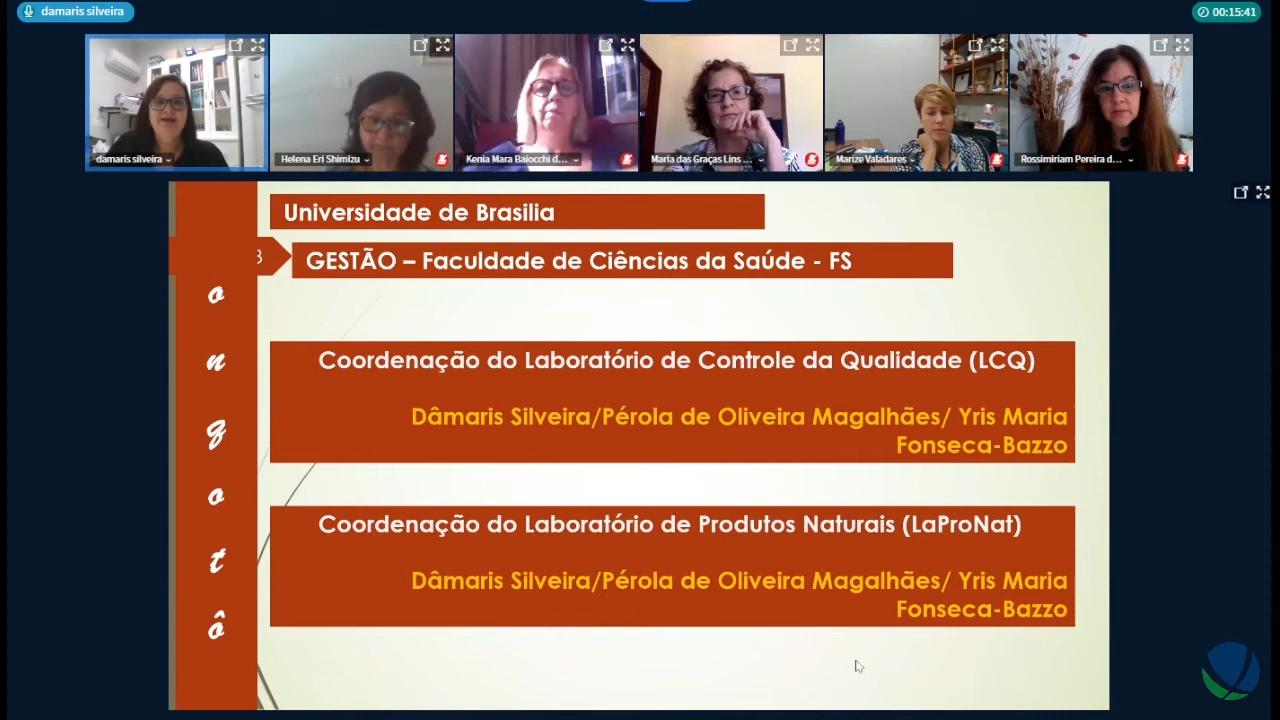 damaris silveira
00:15:41
damaris silveira
Helena Eri Shimizu
Kenia Mara Baiocchi d...
Maria das Graças Lins ...
Marize Valadares
Rossimiriam Pereira d...
Universidade de Brasilia
3
GESTÃO – Faculdade de Ciências da Saúde - FS
o
n
q
o
t
ô
Coordenação do Laboratório de Controle da Qualidade (LCQ)
Dâmaris Silveira/Pérola de Oliveira Magalhães/ Yris Maria
Fonseca-Bazzo
Coordenação do Laboratório de Produtos Naturais (LaProNat)
Dâmaris Silveira/Pérola de Oliveira Magalhães/ Yris Maria
Fonseca-Bazzo